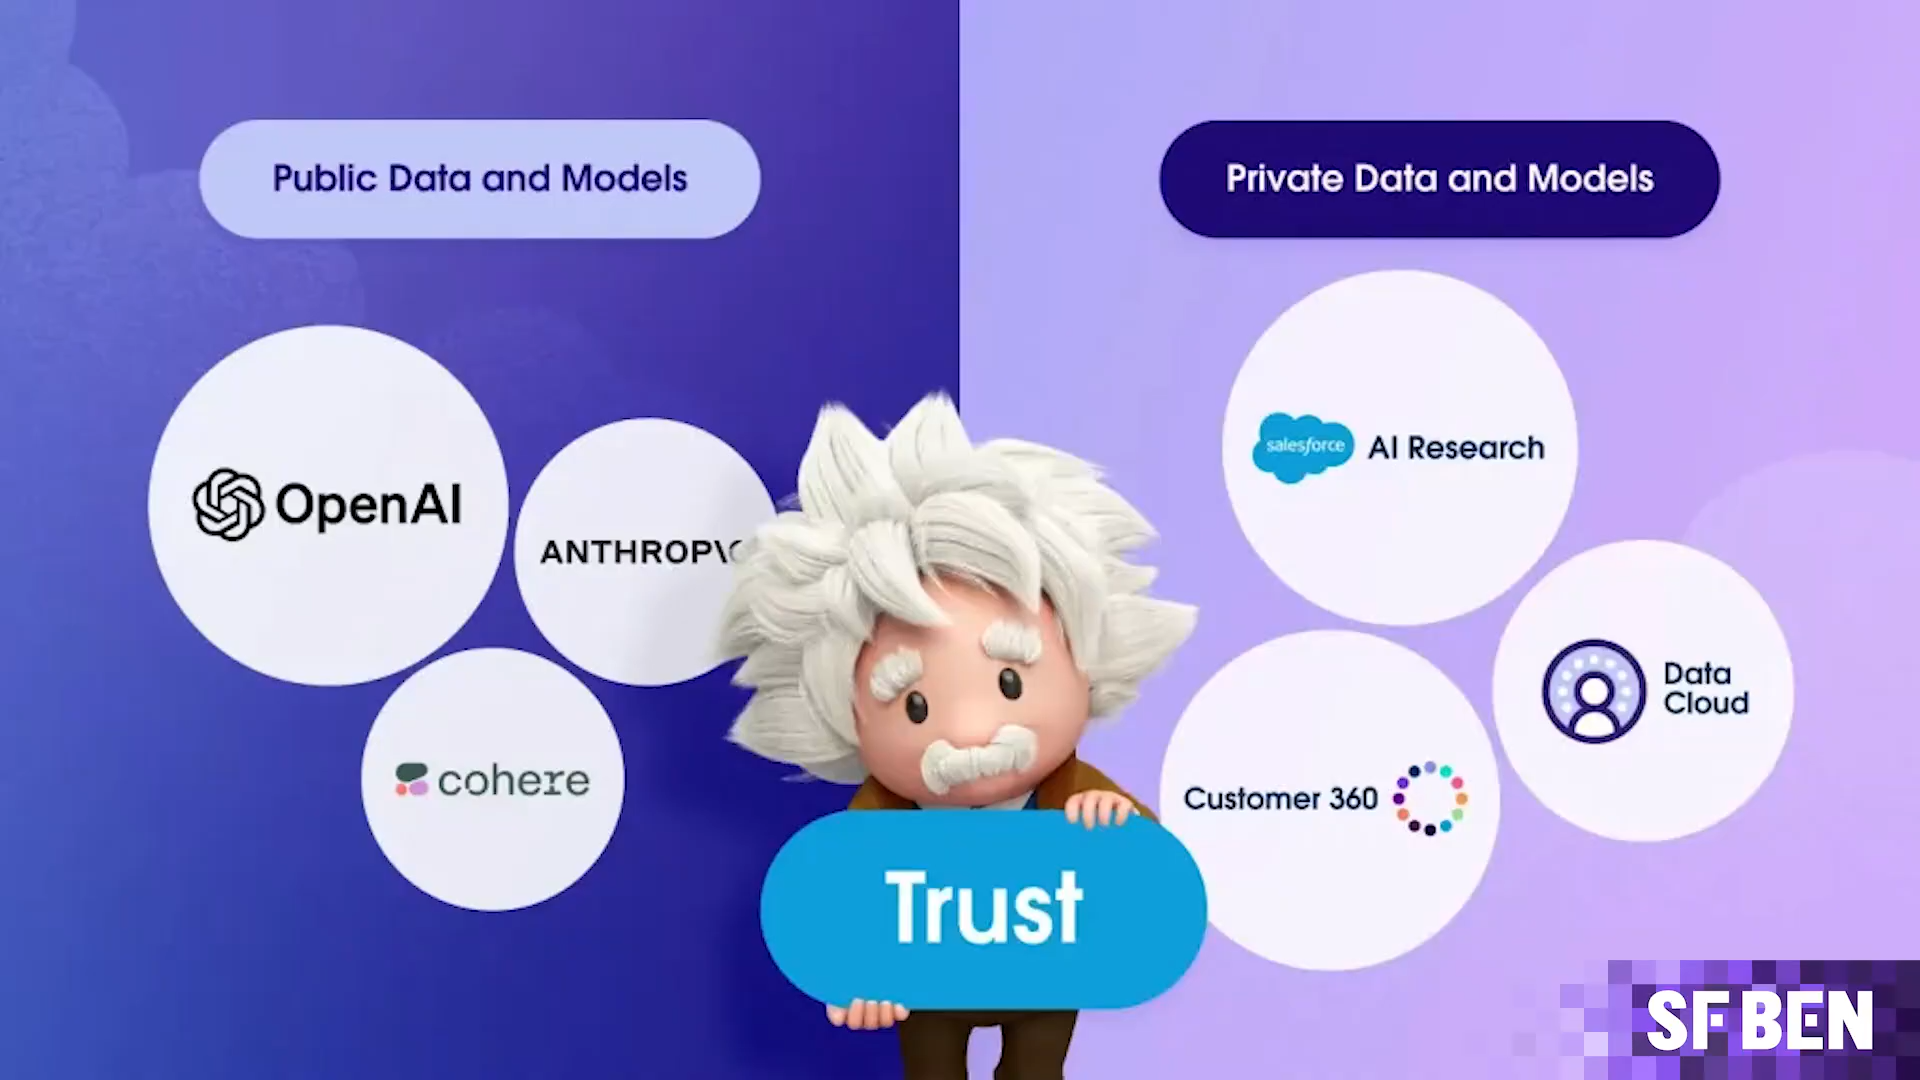 Public Data and Models
OpenAI
ANTHROP\C
cohere
Private Data and Models
salesforce AI Research
Data
Cloud
Customer 360
Trust
SF BEN